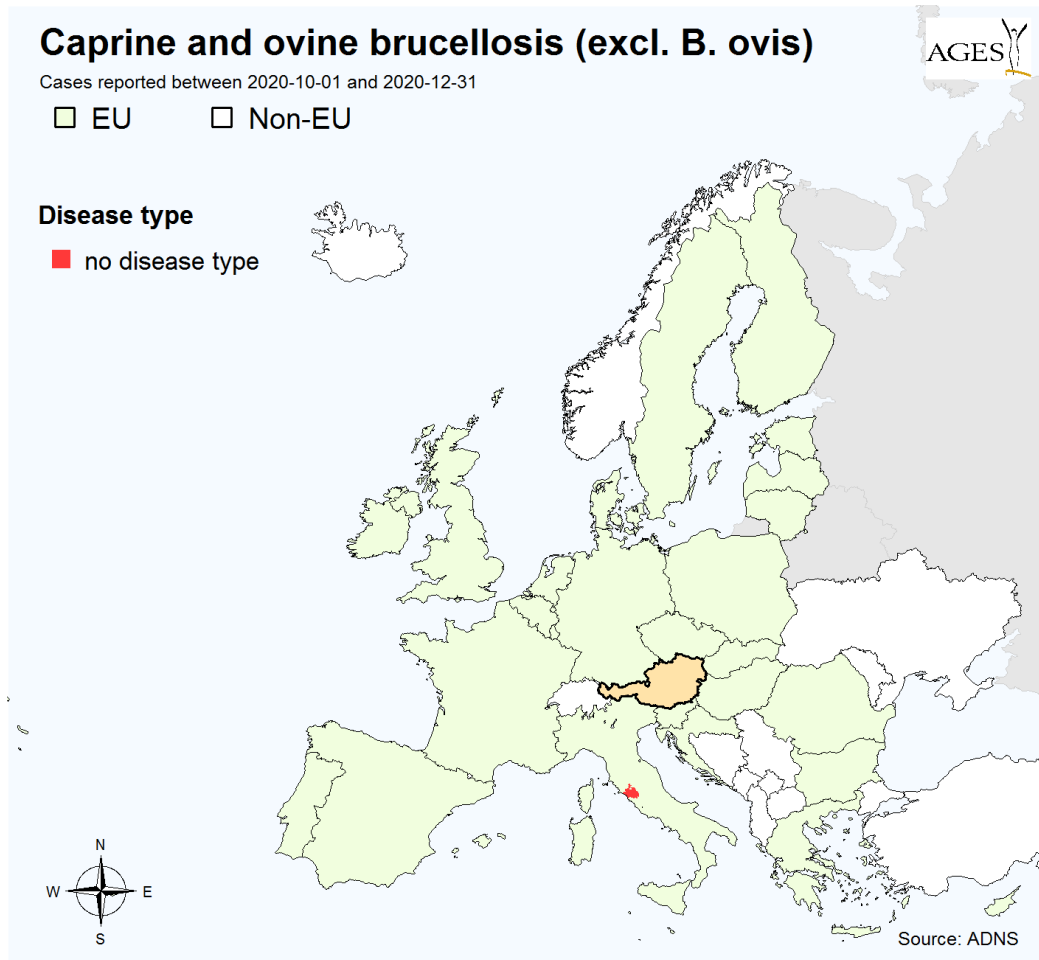 Caprine and ovine brucellosis (excl. B. ovis)
AGES
Cases reported between 2020-10-01 and 2020-12-31
EU
Non-EU
Disease type
no disease type
N
W
E
S
Source: ADNS